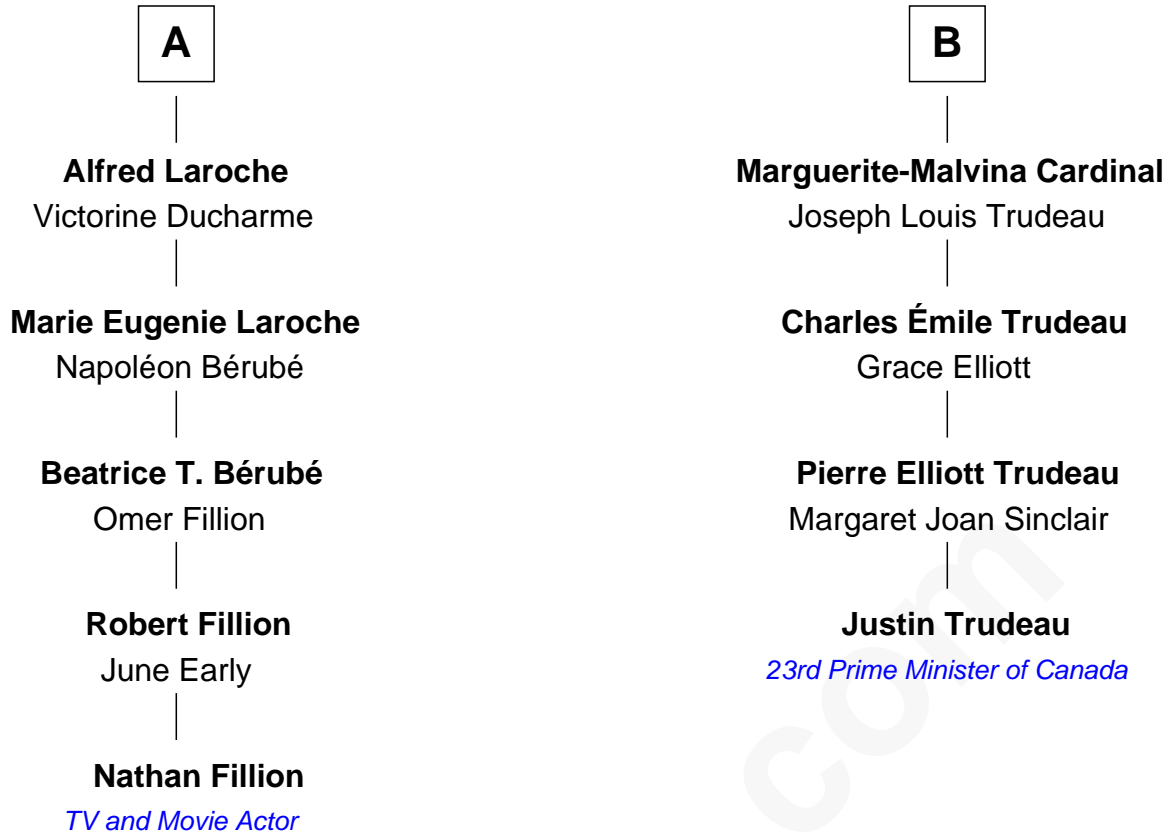 A
Alfred Laroche
Victorine Ducharme
Marie Eugenie Laroche
Napoléon Bérubé
Beatrice T. Bérubé
Omer Fillion
Robert Fillion
June Early
Nathan Fillion
TV and Movie Actor
B
Marguerite-Malvina Cardinal
Joseph Louis Trudeau
Charles Émile Trudeau
Grace Elliott
Pierre Elliott Trudeau
Margaret Joan Sinclair
Justin Trudeau
23rd Prime Minister of Canada
com